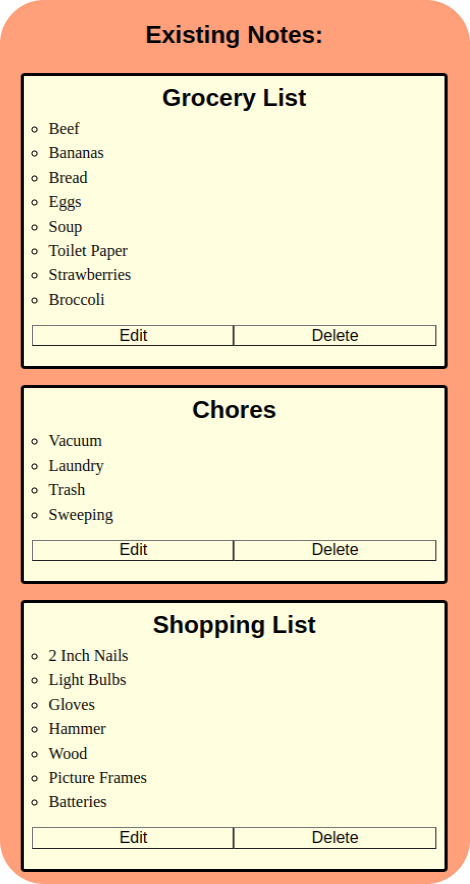 Existing Notes:
Grocery List
Beef
Bananas
Bread
Eggs
Soup
Toilet Paper
Strawberries
Broccoli
Edit Delete
Chores
Vacuum
Laundry
Trash
Sweeping
Edit Delete
Shopping List
2 Inch Nails
Light Bulbs
Gloves
Hammer
Wood
Picture Frames
Batteries
Edit Delete